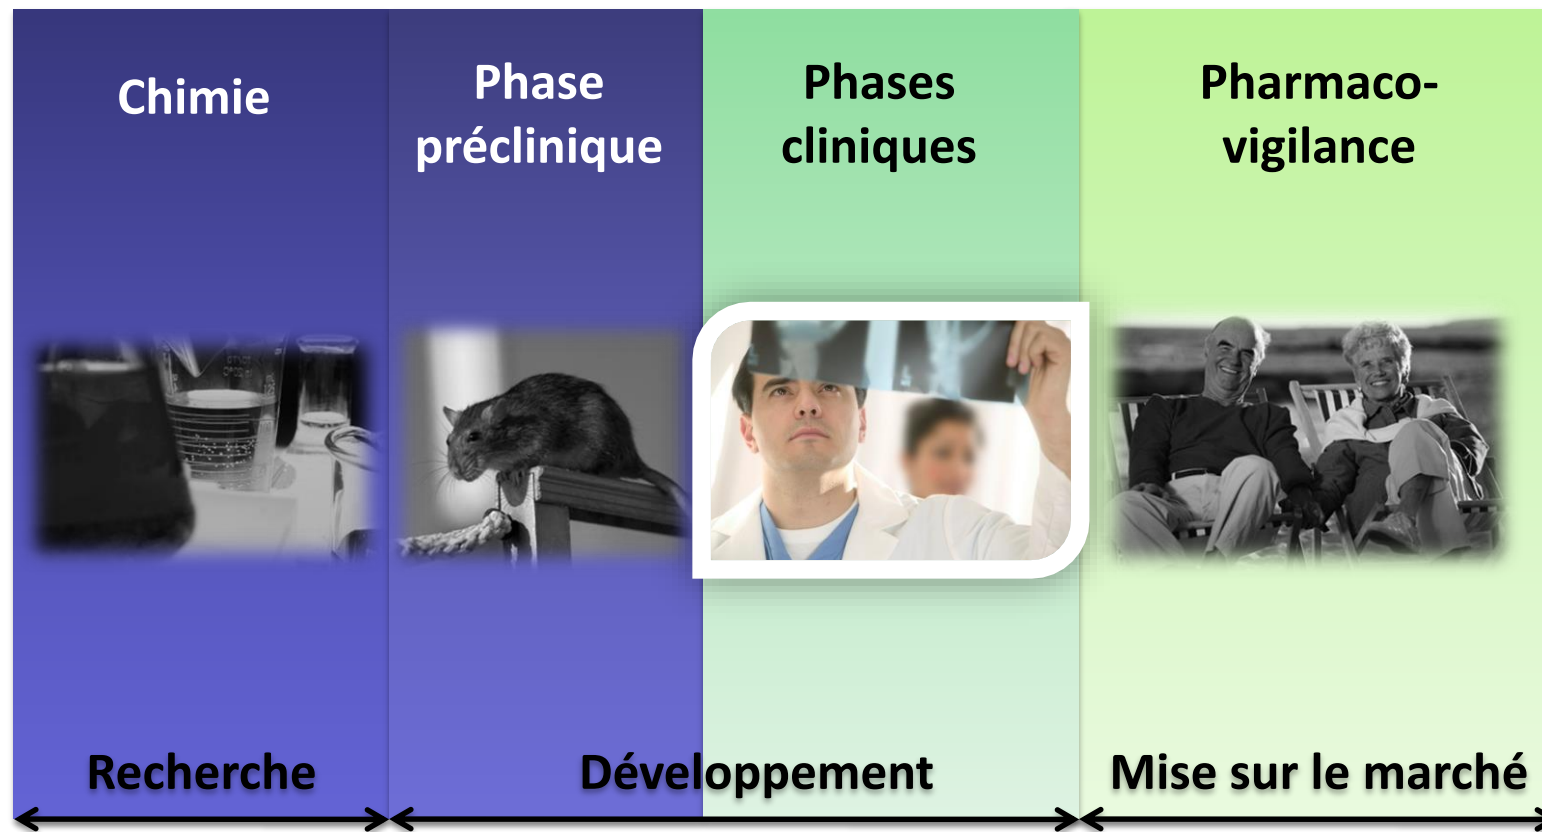 Chimie
Phase
préclinique
Phases
cliniques
Pharmaco-
vigilance
Recherche
Développement
Mise sur le marché